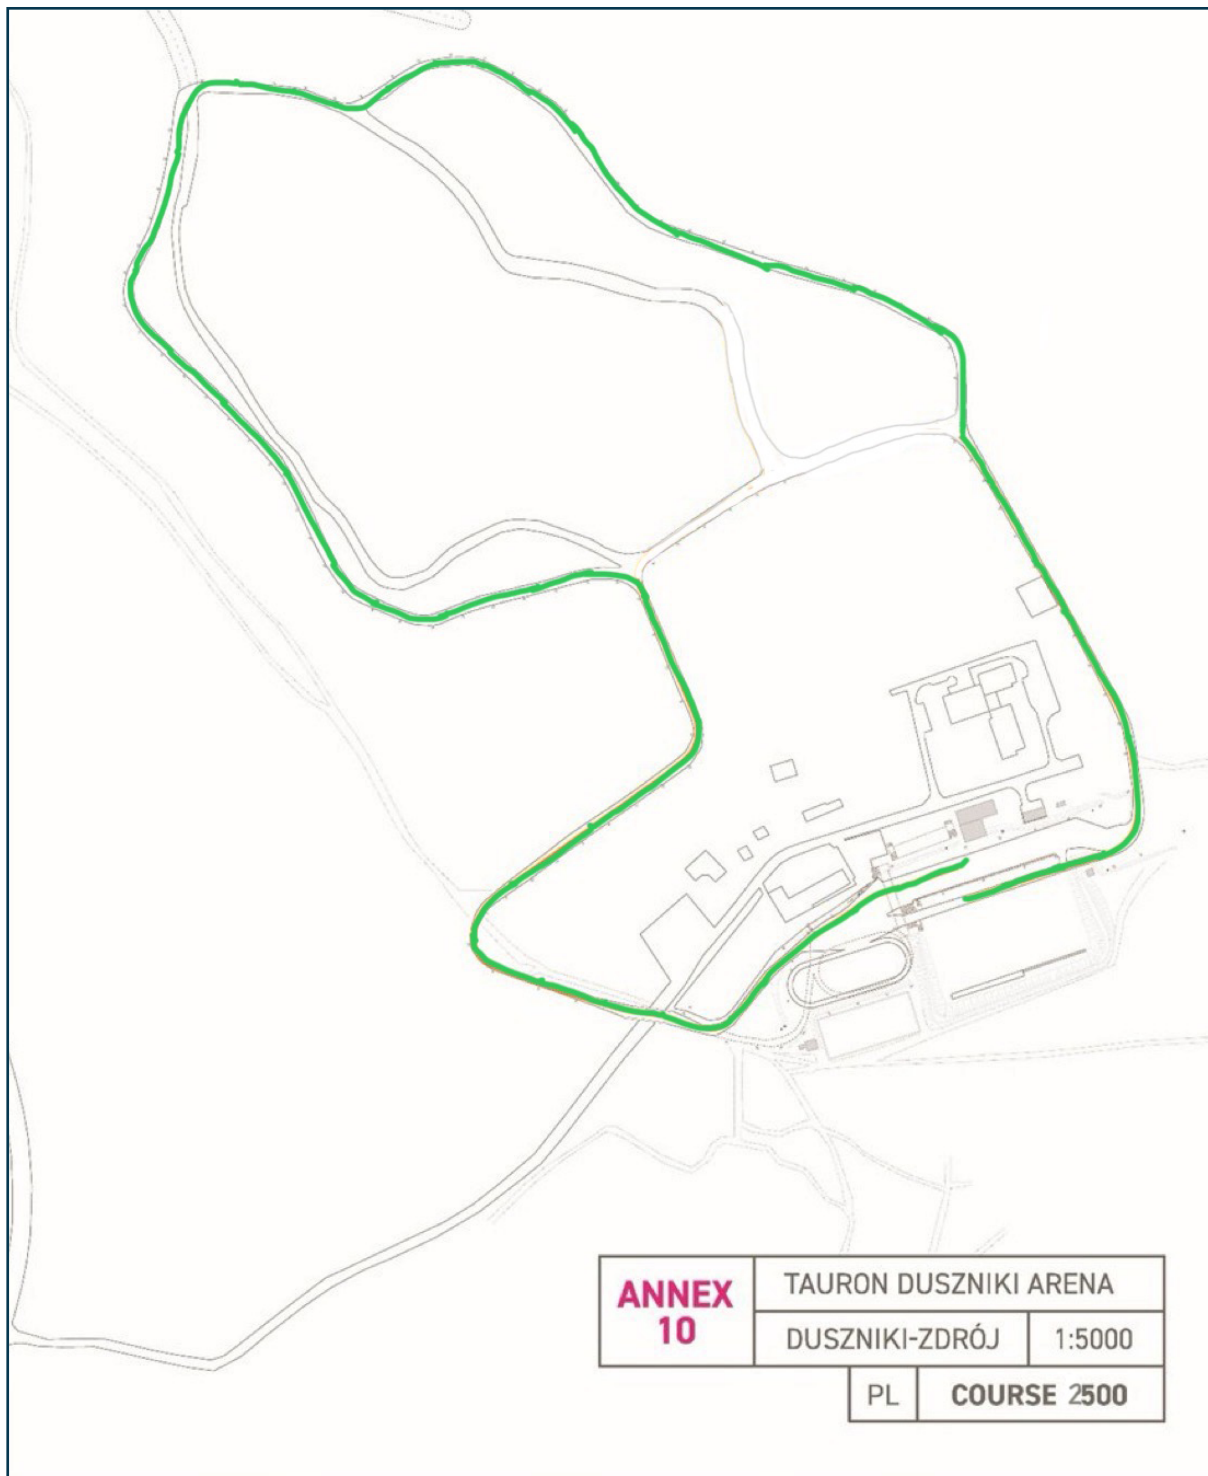 ANNEX
10
TAURON DUSZNIKI ARENA
DUSZNIKI-ZDRÓJ
1:5000
PL
COURSE 2500